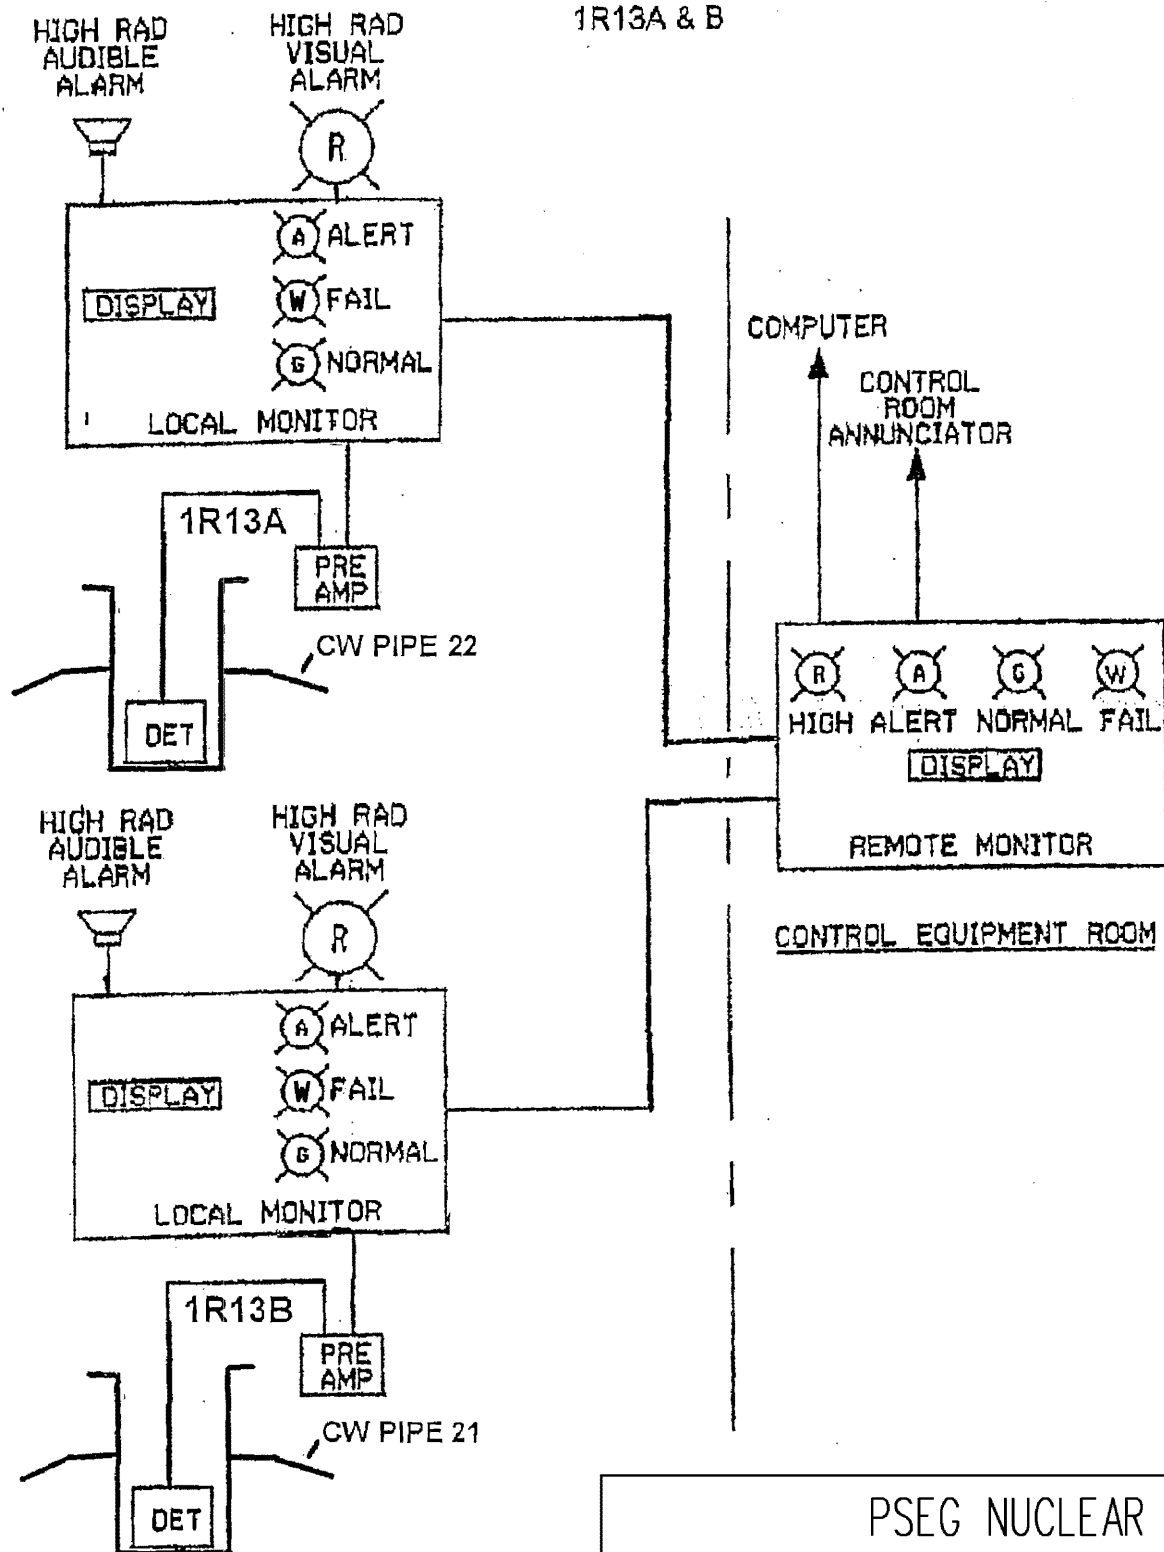 1R13A & B
HIGH RAD
AUDIBLE
ALARM
HIGH RAD
VISUAL
ALARM
R
A ALERT
DISPLAY
W FAIL
G NORMAL
LOCAL MONITOR
1R13A
PRE
AMP
CW PIPE 22
DET
COMPUTER
CONTROL
ROOM
ANNUNCIATOR
R A G W
HIGH ALERT NORMAL FAIL
DISPLAY
REMOTE MONITOR
CONTROL EQUIPMENT ROOM
HIGH RAD
AUDIBLE
ALARM
HIGH RAD
VISUAL
ALARM
R
A ALERT
DISPLAY
W FAIL
G NORMAL
LOCAL MONITOR
1R13B
PRE
AMP
CW PIPE 21
DET
PSEG NUCLEAR